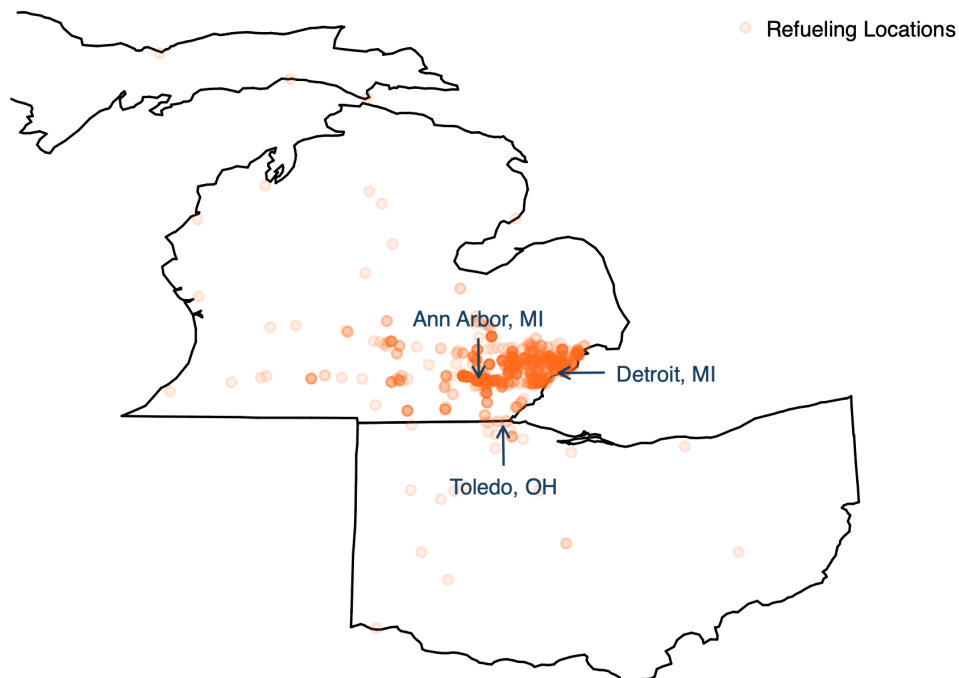 Refueling Locations
Ann Arbor, MI
Detroit, MI
Toledo, OH